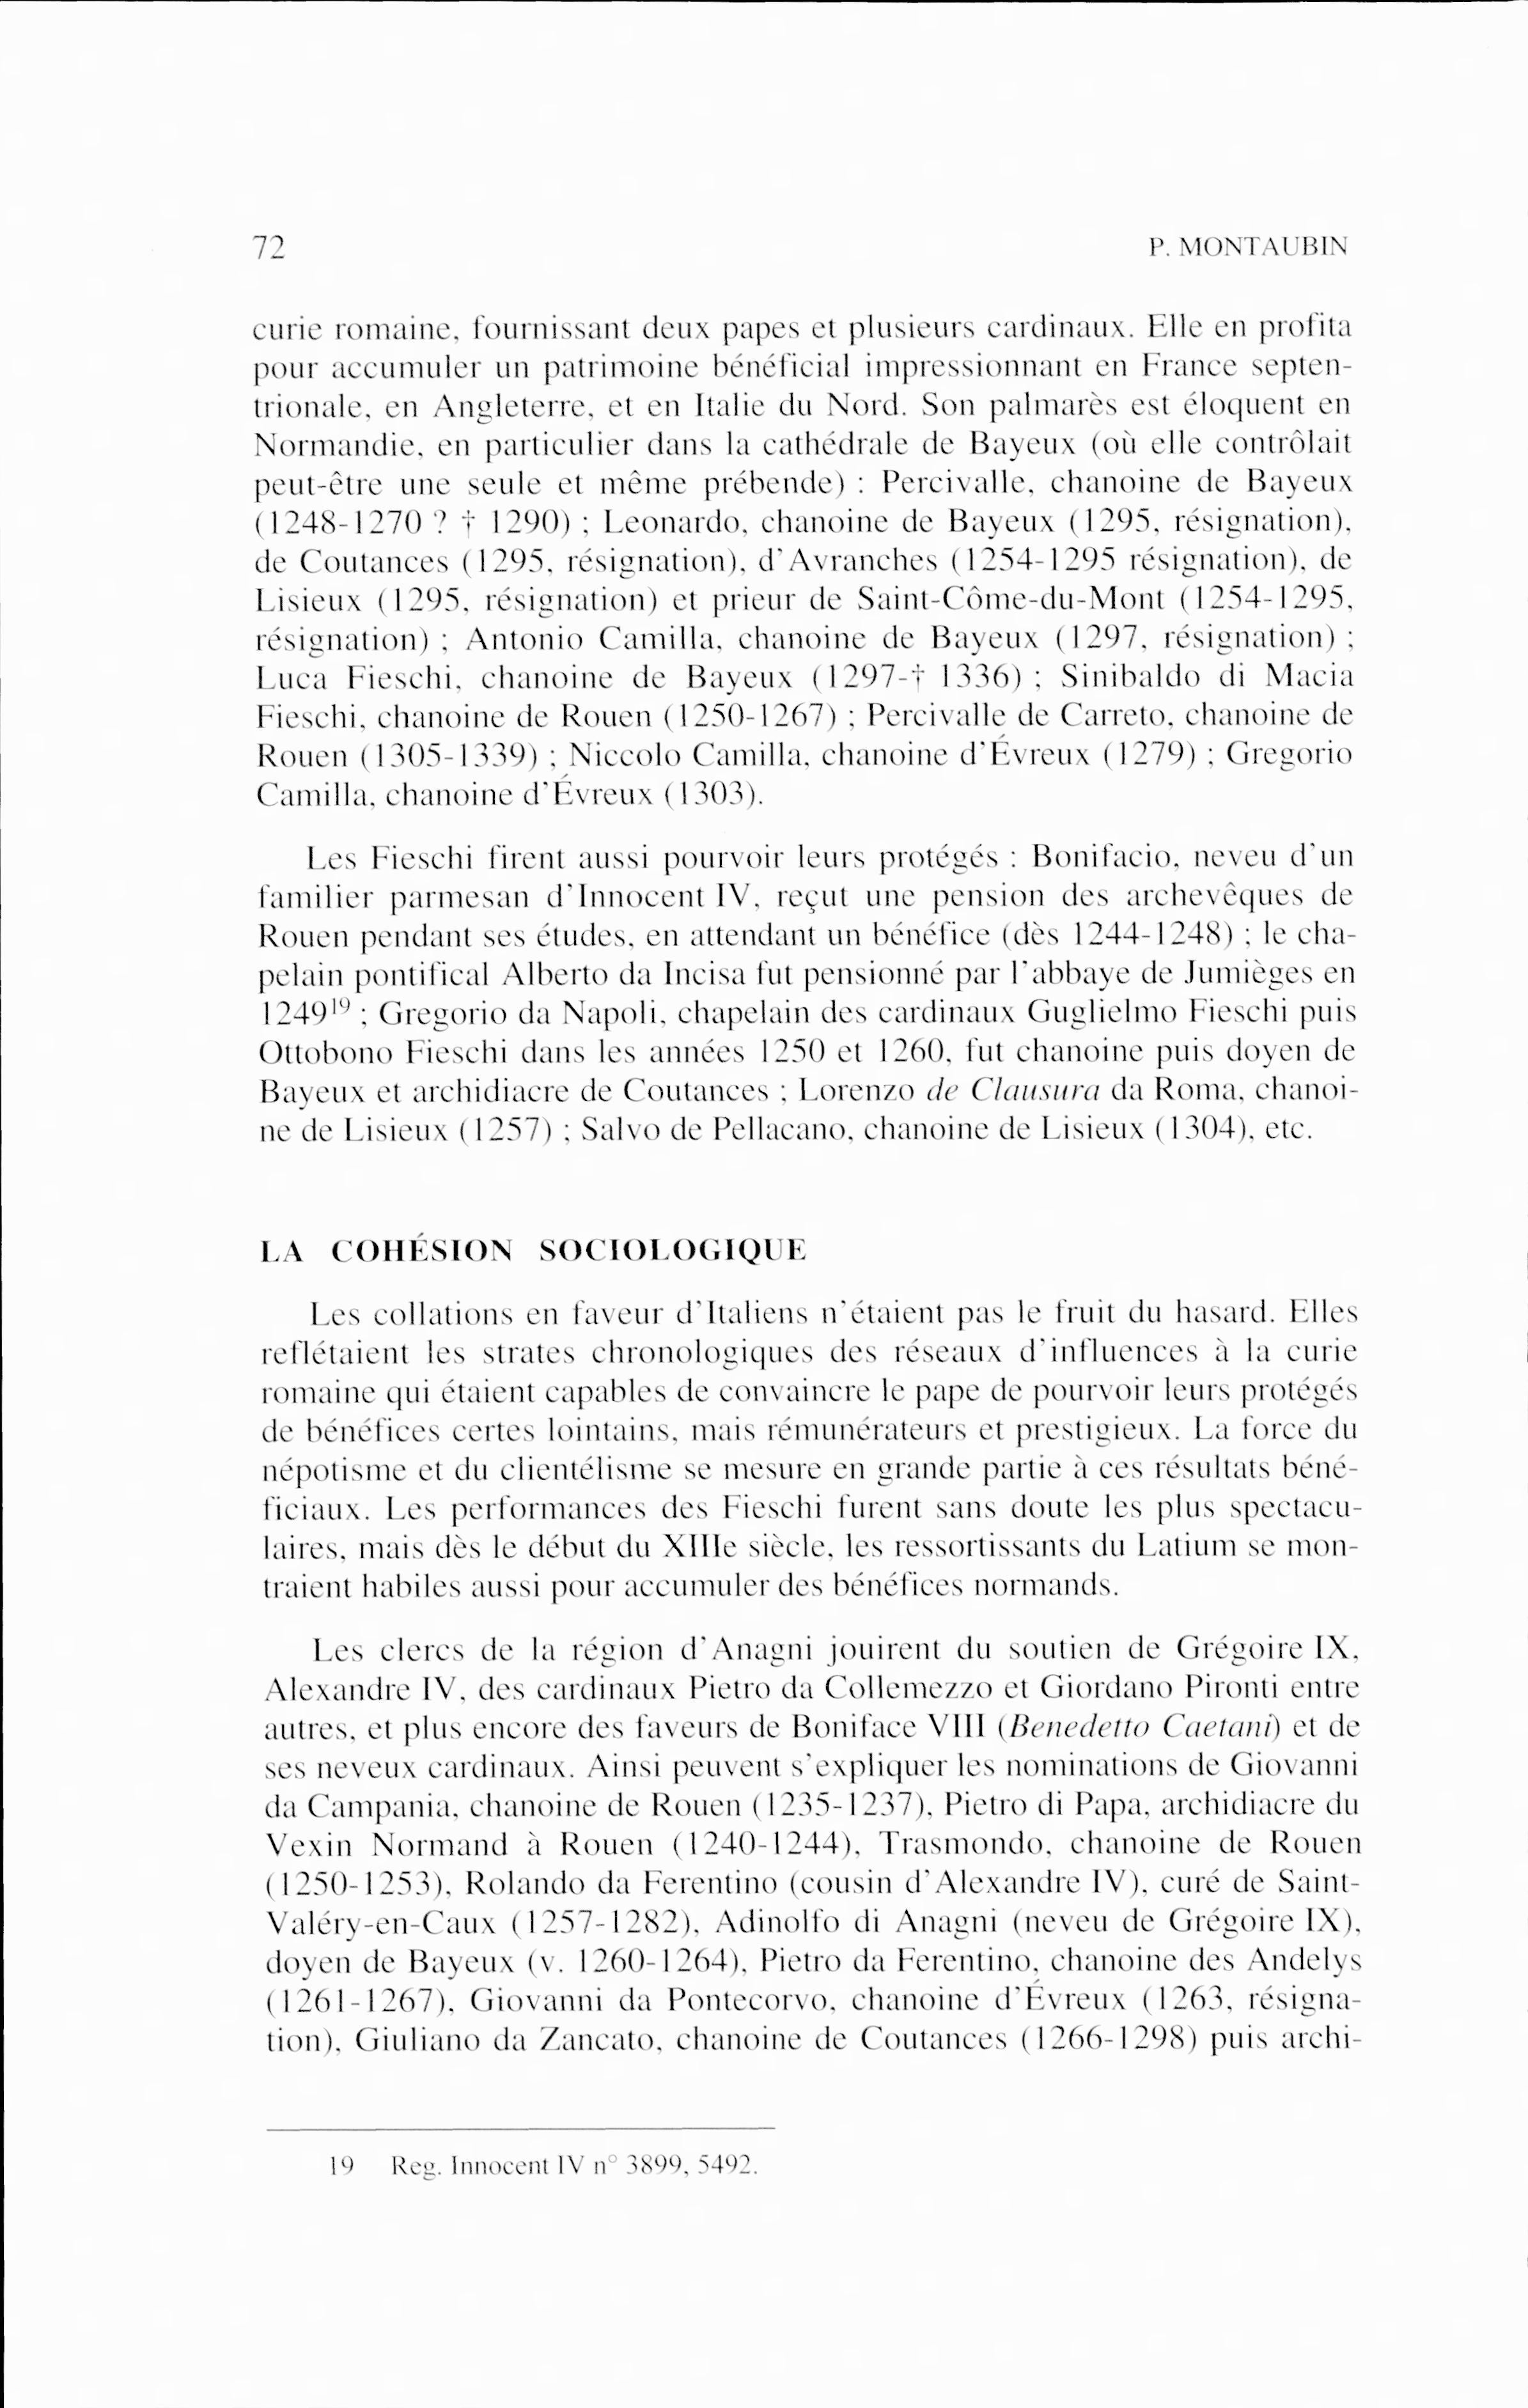 72
P. MONTAUBIN
curie romaine, fournissant deux papes et plusieurs cardinaux. Elle en profita
pour accumuler un patrimoine bénéficial impressionnant en France septen-
trionale, en Angleterre, et en Italie du Nord. Son palmarès est éloquent en
Normandie, en particulier dans la cathédrale de Bayeux (où elle contrôlait
peut-être une seule et même prébende) : Percivalle, chanoine de Bayeux
(1248-1270 ? † 1290) ; Leonardo, chanoine de Bayeux (1295, résignation),
de Coutances (1295, résignation), d'Avranches (1254-1295 résignation), de
Lisieux (1295, résignation) et prieur de Saint-Côme-du-Mont (1254-1295,
résignation) ; Antonio Camilla, chanoine de Bayeux (1297, résignation) ;
Luca Fieschi, chanoine de Bayeux (1297-† 1336) ; Sinibaldo di Macia
Fieschi, chanoine de Rouen (1250-1267) ; Percivalle de Carreto, chanoine de
Rouen (1305-1339) ; Niccolo Camilla, chanoine d'Évreux (1279) ; Gregorio
Camilla, chanoine d'Évreux (1303).
Les Fieschi firent aussi pourvoir leurs protégés : Bonifacio, neveu d'un
familier parmesan d'Innocent IV, reçut une pension des archevêques de
Rouen pendant ses études, en attendant un bénéfice (dès 1244-1248) ; le cha-
pelain pontifical Alberto da Incisa fut pensionné par l'abbaye de Jumièges en
1249¹⁹ ; Gregorio da Napoli, chapelain des cardinaux Guglielmo Fieschi puis
Ottobono Fieschi dans les années 1250 et 1260, fut chanoine puis doyen de
Bayeux et archidiacre de Coutances ; Lorenzo de Clausura da Roma, chanoi-
ne de Lisieux (1257) ; Salvo de Pellacano, chanoine de Lisieux (1304), etc.
LA COHÉSION SOCIOLOGIQUE
Les collations en faveur d'Italiens n'étaient pas le fruit du hasard. Elles
reflétaient les strates chronologiques des réseaux d'influences à la curie
romaine qui étaient capables de convaincre le pape de pourvoir leurs protégés
de bénéfices certes lointains, mais rémunérateurs et prestigieux. La force du
népotisme et du clientélisme se mesure en grande partie à ces résultats béné-
ficiaux. Les performances des Fieschi furent sans doute les plus spectacu-
laires, mais dès le début du XIIIe siècle, les ressortissants du Latium se mon-
traient habiles aussi pour accumuler des bénéfices normands.
Les clercs de la région d'Anagni jouirent du soutien de Grégoire IX,
Alexandre IV, des cardinaux Pietro da Collemezzo et Giordano Pironti entre
autres, et plus encore des faveurs de Boniface VIII (Benedetto Caetani) et de
ses neveux cardinaux. Ainsi peuvent s'expliquer les nominations de Giovanni
da Campania, chanoine de Rouen (1235-1237), Pietro di Papa, archidiacre du
Vexin Normand à Rouen (1240-1244), Trasmondo, chanoine de Rouen
(1250-1253), Rolando da Ferentino (cousin d'Alexandre IV), curé de Saint-
Valéry-en-Caux (1257-1282), Adinolfo di Anagni (neveu de Grégoire IX),
doyen de Bayeux (v. 1260-1264), Pietro da Ferentino, chanoine des Andelys
(1261-1267), Giovanni da Pontecorvo, chanoine d'Évreux (1263, résigna-
tion), Giuliano da Zancato, chanoine de Coutances (1266-1298) puis archi-
19 Reg. Innocent IV n° 3899, 5492.